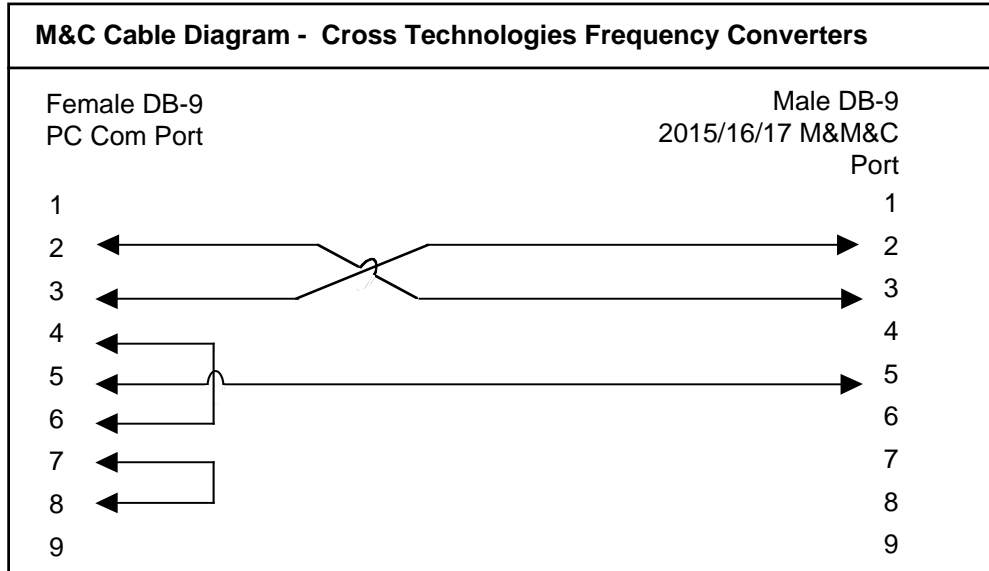 M&C Cable Diagram - Cross Technologies Frequency Converters
Female DB-9
PC Com Port
Male DB-9
2015/16/17 M&M&C
Port
1 1
2 2
3 3
4 4
5 5
6 6
7 7
8 8
9 9